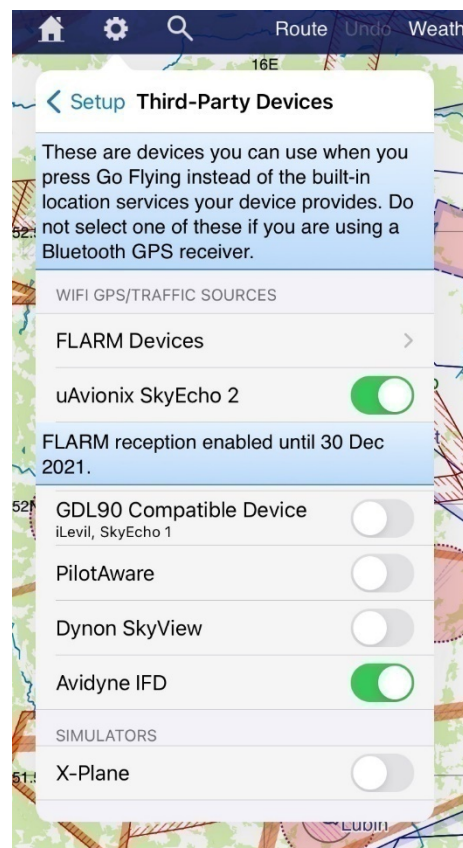 Route Undo Weath
16E
Setup Third-Party Devices
These are devices you can use when you
press Go Flying instead of the built-in
location services your device provides. Do
not select one of these if you are using a
Bluetooth GPS receiver.
52.
WIFI GPS/TRAFFIC SOURCES
FLARM Devices
uAvionix SkyEcho 2
FLARM reception enabled until 30 Dec
2021.
52N
GDL90 Compatible Device
iLevil, SkyEcho 1
PilotAware
Dynon SkyView
Avidyne IFD
SIMULATORS
51.
X-Plane
Lubin